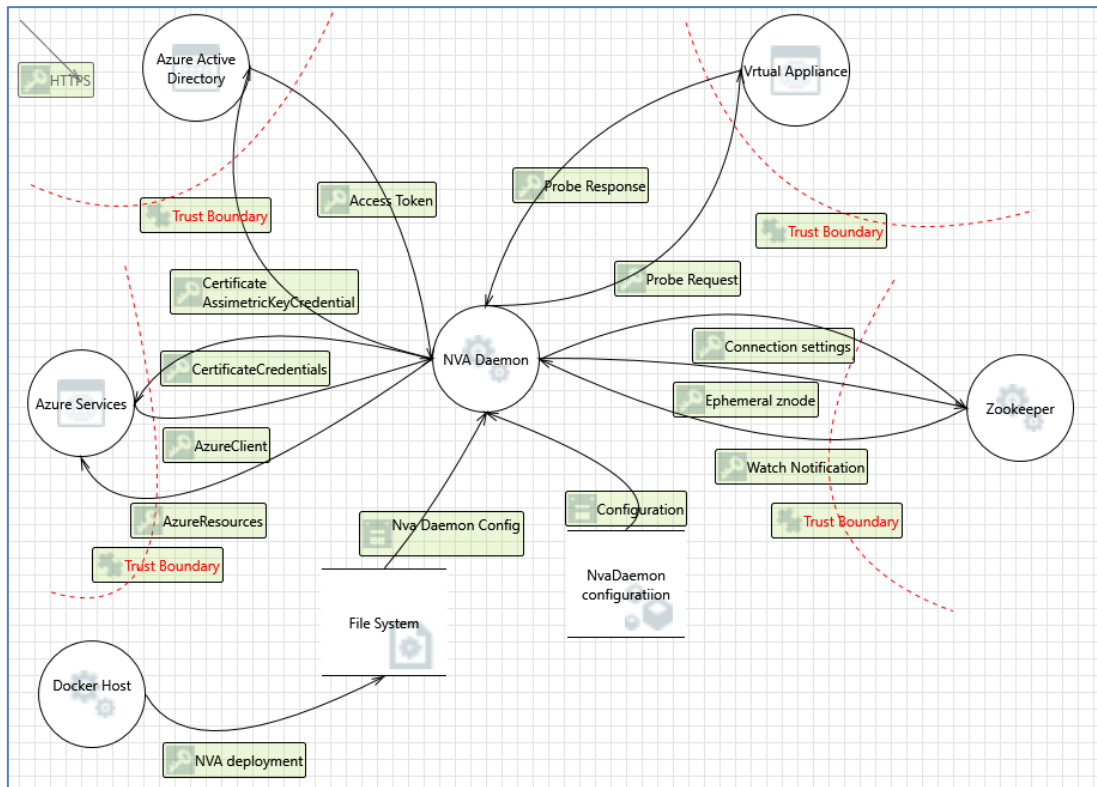 Azure Active
Directory
Vrtual Appliance
HTTPS
Probe Response
Access Token
Trust Boundary
Trust Boundary
Probe Request
Certificate
AssimetricKeyCredential
Connection settings
NVA Daemon
CertificateCredentials
Azure Services
Ephemeral znode
Zookeeper
AzureClient
Watch Notification
Configuration
AzureResources
Nva Daemon Config
Trust Boundary
Trust Boundary
NvaDaemon
configuratiion
File System
Docker Host
NVA deployment